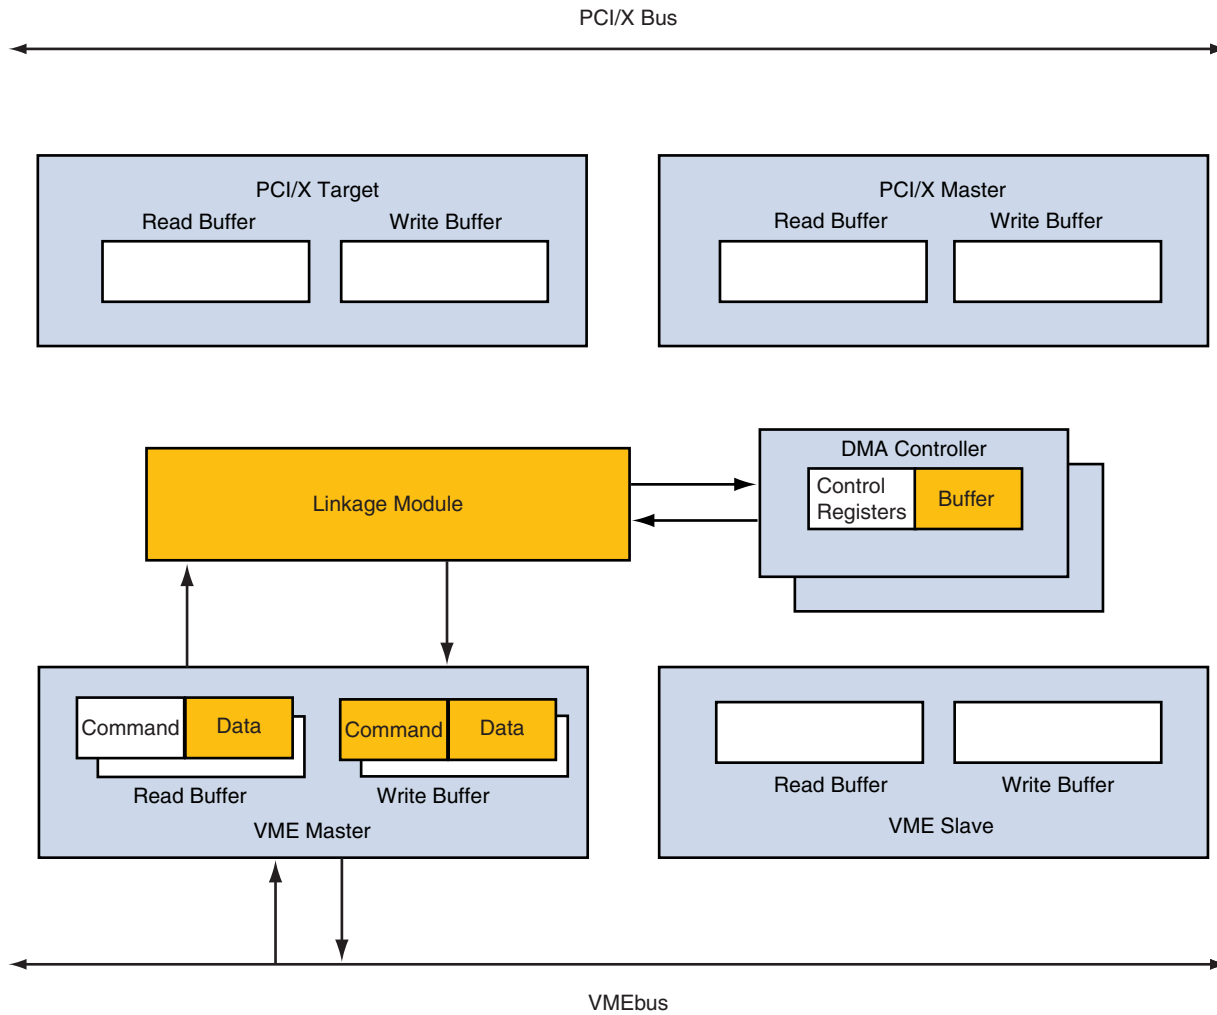 PCI/X Bus
PCI/X Target
Read Buffer
Write Buffer
PCI/X Master
Read Buffer
Write Buffer
Linkage Module
DMA Controller
Control
Registers
Buffer
Command
Data
Command
Data
Read Buffer
Write Buffer
VME Master
Read Buffer
Write Buffer
VME Slave
VMEbus